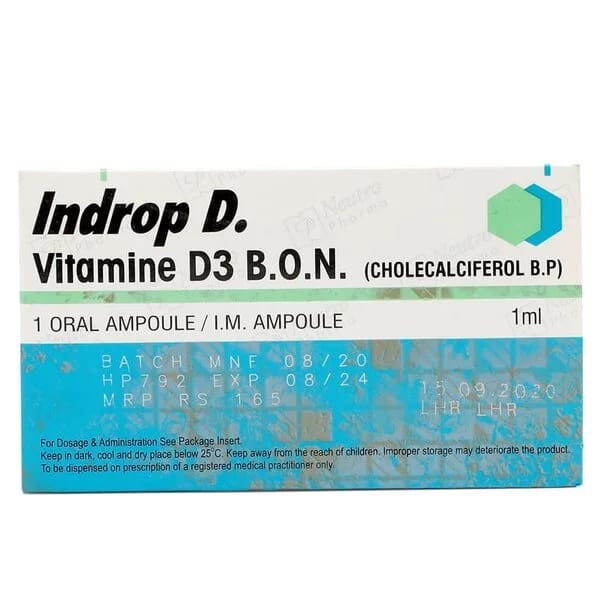 Indrop D.
Vitamine D3 B.O.N. (CHOLECALCIFEROL B.P)
1 ORAL AMPOULE / I.M. AMPOULE 1ml
BATCH MNF 08/20
HP792 EXP 08/24
MRP RS 165
15.09.2020
LHR LHR
For Dosage & Administration See Package Insert.
Keep in dark, cool and dry place below 25°C. Keep away from the reach of children. Improper storage may deteriorate the product.
To be dispensed on prescription of a registered medical practitioner only.
Neutro Pharma